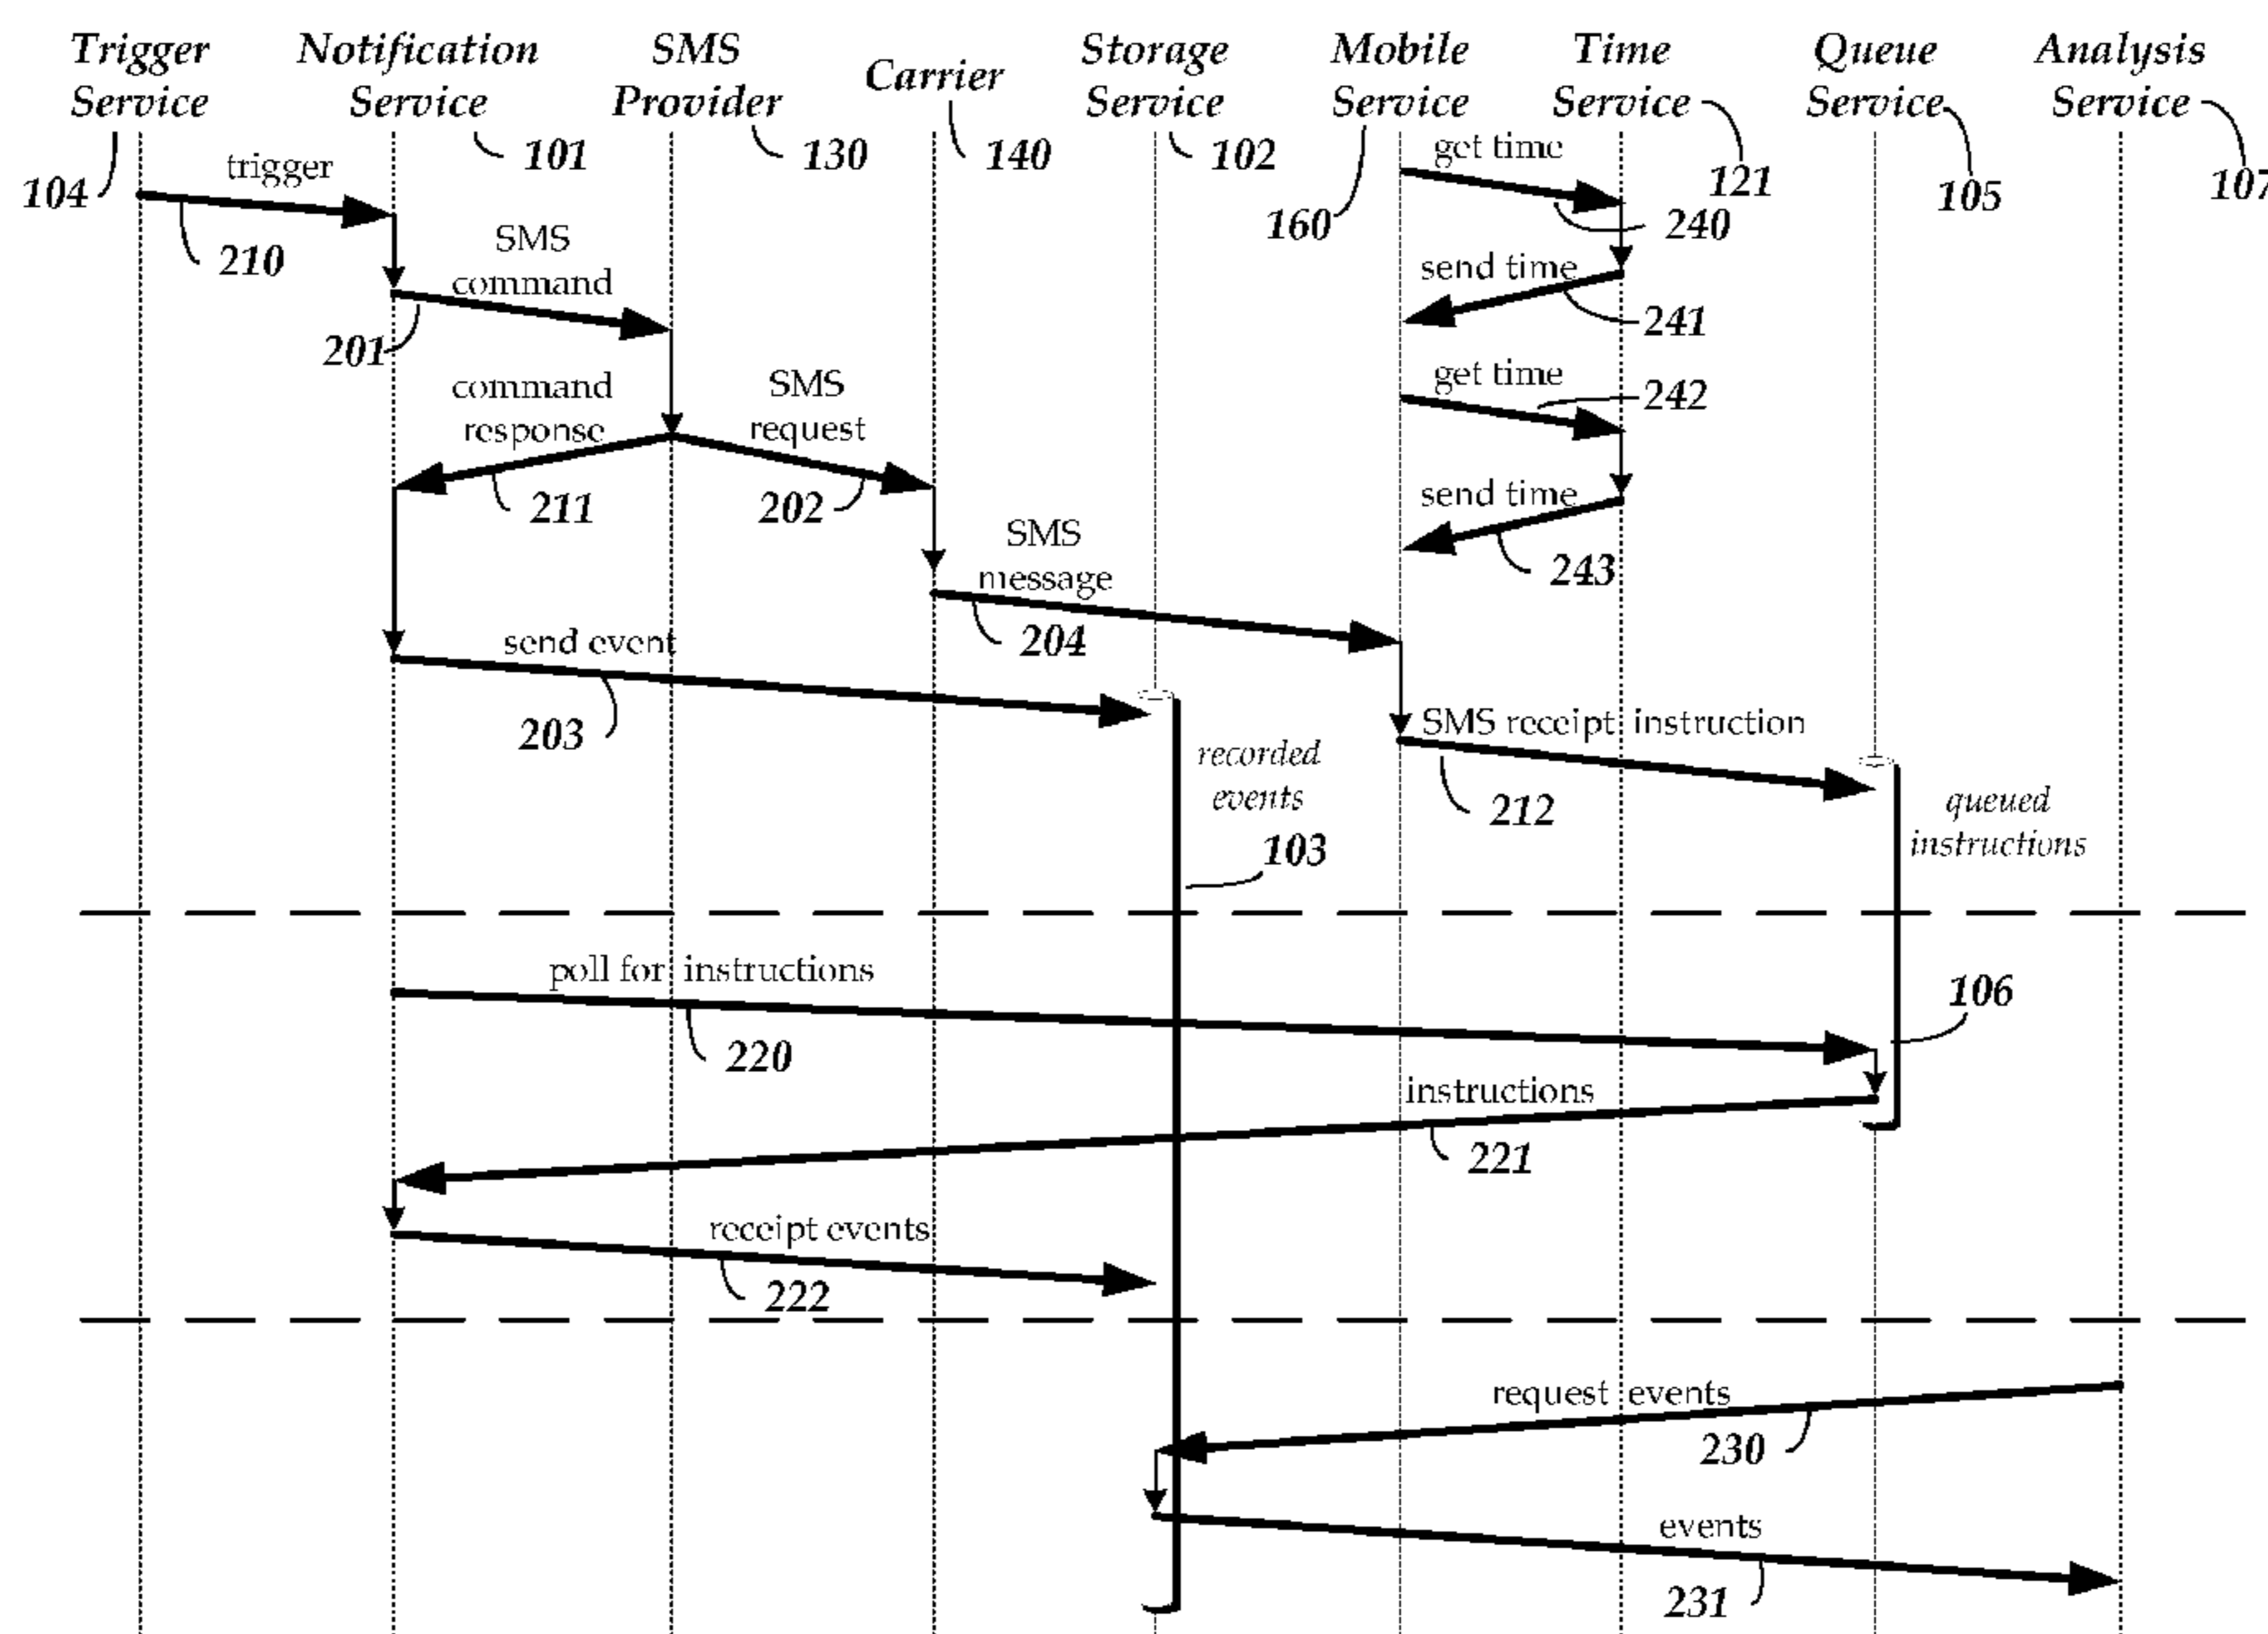 Trigger
Service
Notification
Service
SMS
Provider
Carrier
Storage
Service
Mobile
Service
Time
Service
Queue
Service
Analysis
Service
104
101
130
140
102
160
121
105
107
trigger
210
get time
240
SMS
command
201
send time
241
command
response
211
SMS
request
202
get time
242
send time
243
SMS
message
204
send event
203
recorded
events
103
SMS receipt instruction
212
queued
instructions
106
poll for instructions
220
instructions
221
receipt events
222
request events
230
events
231